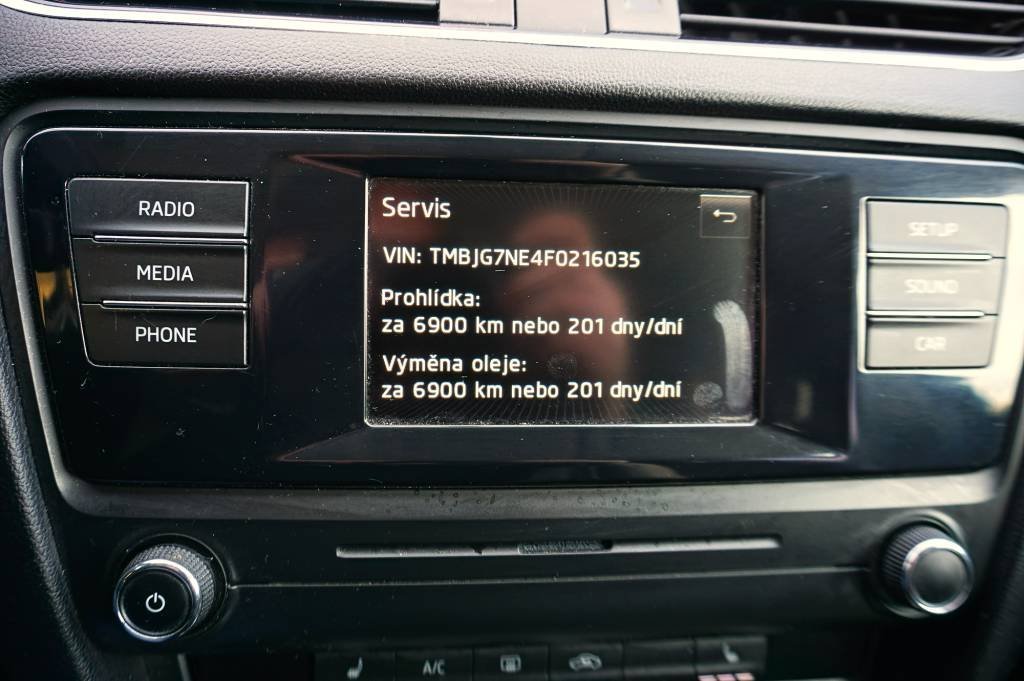 Servis
VIN: TMBJG7NE4F0216035
Prohlídka:
za 6900 km nebo 201 dny/dní
Výměna oleje:
za 6900 km nebo 201 dny/dní
RADIO
MEDIA
PHONE
SETUP
SOUND
CAR
A/C